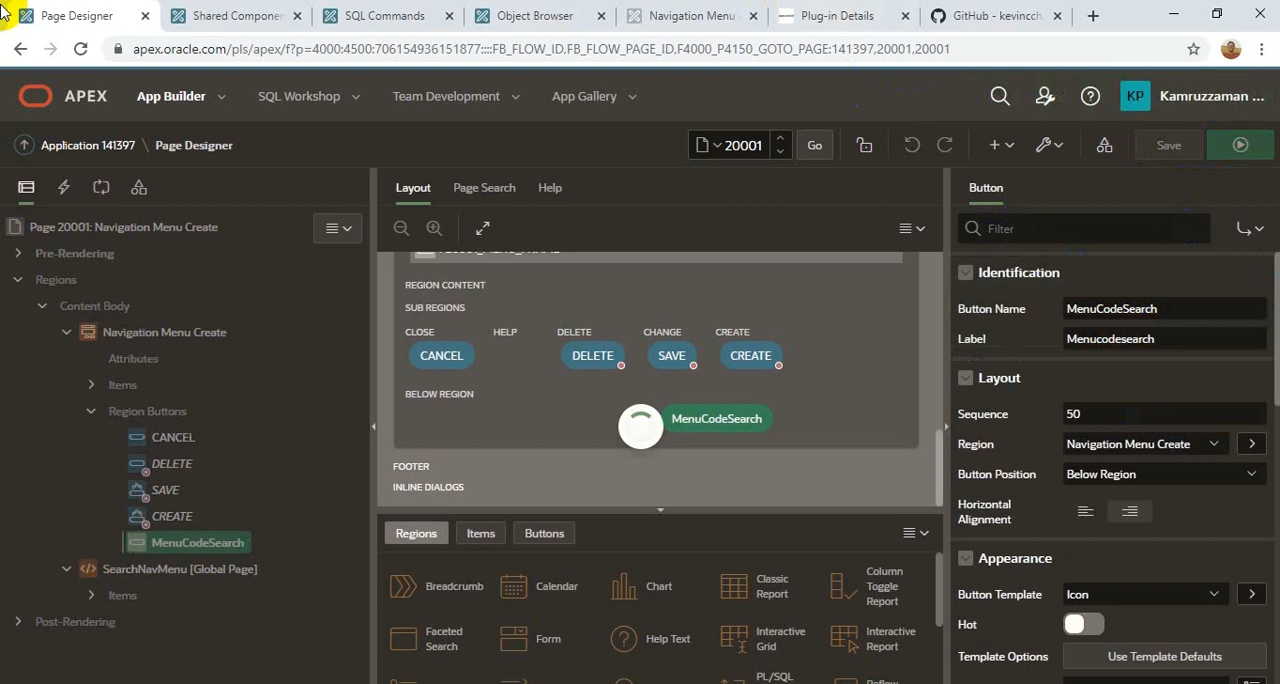 Page Designer
Shared Componen
SQL Commands
Object Browser
Navigation Menu
Plug-in Details
GitHub - kevincch
apex.oracle.com/pls/apex/f?p=4000:4500:706154936151877::::FB_FLOW_ID,FB_FLOW_PAGE_ID,F4000_P4150_GOTO_PAGE:141397,20001,20001
APEX
App Builder
SQL Workshop
Team Development
App Gallery
KP
Kamruzzaman ...
Application 141397 \ Page Designer
20001
Go
Save
Layout
Page Search
Help
Button
Page 20001: Navigation Menu Create
Pre-Rendering
Regions
Content Body
Navigation Menu Create
Attributes
Items
Region Buttons
CANCEL
DELETE
SAVE
CREATE
MenuCodeSearch
SearchNavMenu [Global Page]
Items
Post-Rendering
REGION CONTENT
SUB REGIONS
CLOSE
HELP
DELETE
CHANGE
CREATE
CANCEL
DELETE
SAVE
CREATE
BELOW REGION
MenuCodeSearch
FOOTER
INLINE DIALOGS
Regions
Items
Buttons
Breadcrumb
Calendar
Chart
Classic
Report
Column
Toggle
Report
Faceted
Search
Form
Help Text
Interactive
Grid
Interactive
Report
PL/SQL
Filter
Identification
Button Name
MenuCodeSearch
Label
Menucodesearch
Layout
Sequence
50
Region
Navigation Menu Create
Button Position
Below Region
Horizontal
Alignment
Appearance
Button Template
Icon
Hot
Template Options
Use Template Defaults